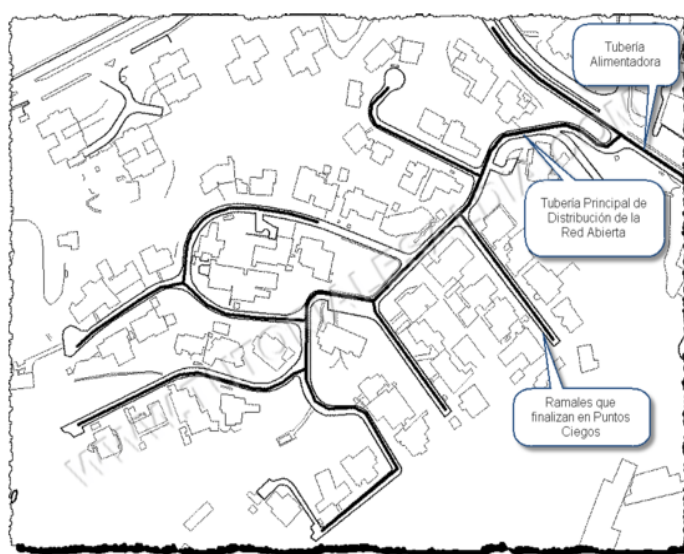 Tubería
Alimentadora
Tubería Principal de
Distribución de la
Red Abierta
Ramales que
finalizan en Puntos
Ciegos